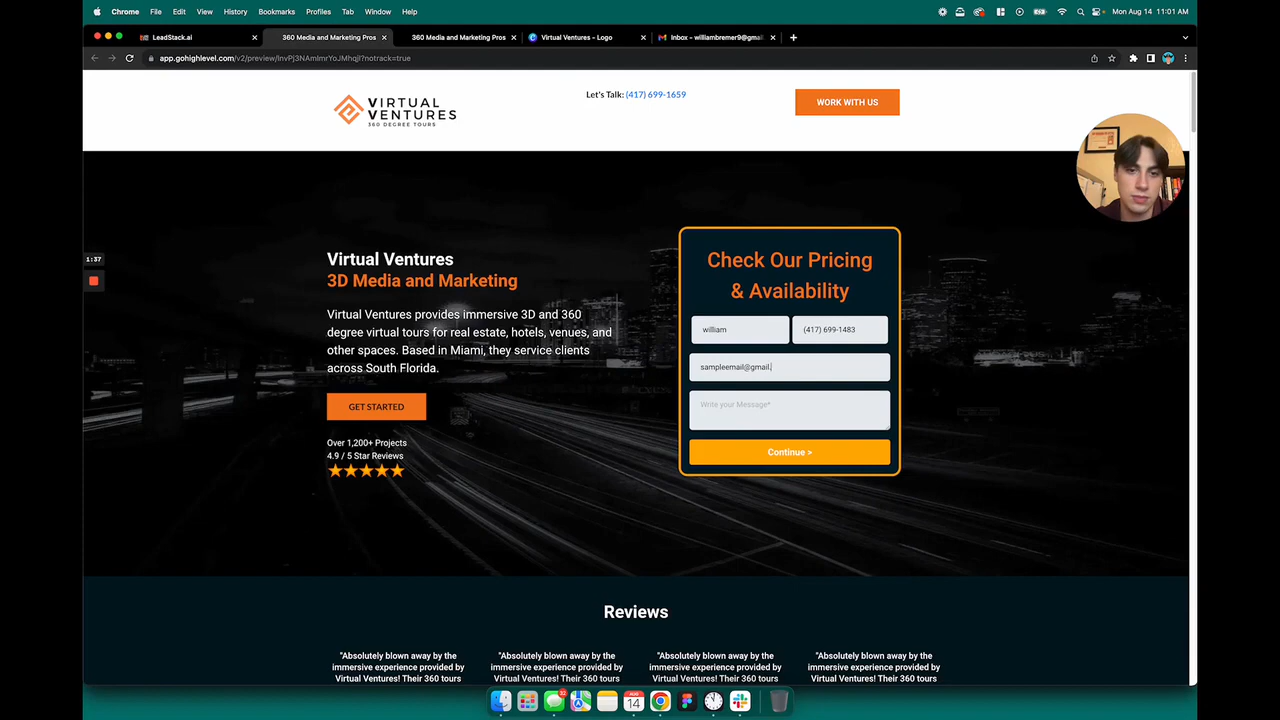 Chrome File Edit View History Bookmarks Profiles Tab Window Help
Mon Aug 14 11:01 AM
LeadStack.ai
360 Media and Marketing Pros
360 Media and Marketing Pros
Virtual Ventures – Logo
Inbox – williambremer9@gmail.
app.gohighlevel.com/v2/preview/InvPj3NAmImrYoJMhqjI?notrack=true
VIRTUAL
VENTURES
360 DEGREE TOURS
Let's Talk: (417) 699-1659
WORK WITH US
1:37
Virtual Ventures
3D Media and Marketing
Virtual Ventures provides immersive 3D and 360
degree virtual tours for real estate, hotels, venues, and
other spaces. Based in Miami, they service clients
across South Florida.
GET STARTED
Over 1,200+ Projects
4.9 / 5 Star Reviews
Check Our Pricing
& Availability
william
(417) 699-1483
sampleemail@gmail.
Write your Message*
Continue >
Reviews
"Absolutely blown away by the
immersive experience provided by
Virtual Ventures! Their 360 tours
"Absolutely blown away by the
immersive experience provided by
Virtual Ventures! Their 360 tours
"Absolutely blown away by the
immersive experience provided by
Virtual Ventures! Their 360 tours
"Absolutely blown away by the
immersive experience provided by
Virtual Ventures! Their 360 tours
32
AUG
14